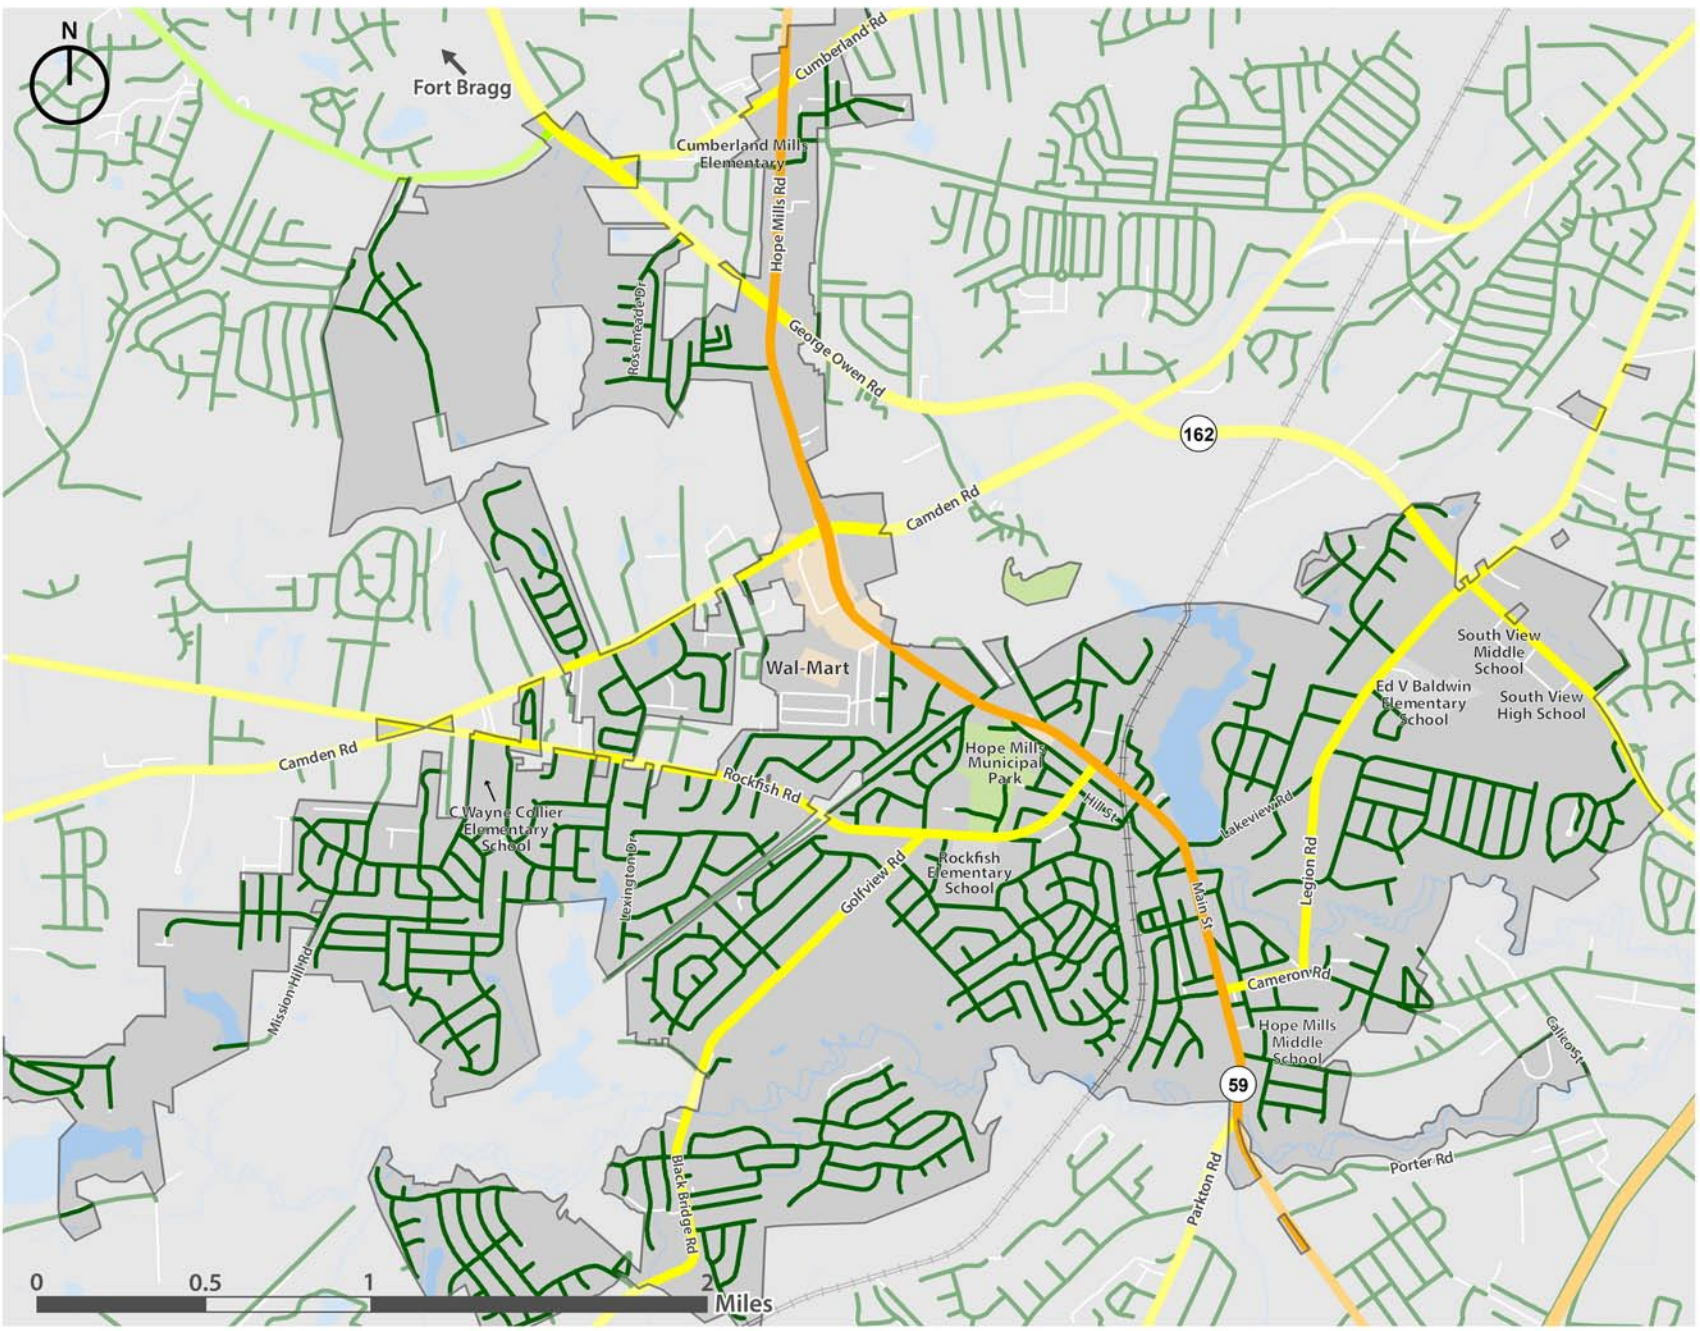 N
Fort Bragg
Cumberland Rd
Cumberland Mills
Elementary
Hope Mills Rd
Rosemeade Dr
George Owen Rd
162
Camden Rd
South View
Middle
School
Wal-Mart
Ed V Baldwin
Elementary
School
South View
High School
Camden Rd
Hope Mills
Municipal
Park
Rockfish Rd
Hill St
Lakeview Rd
C Wayne Collier
Elementary
School
Lexington Dr
Golfview Rd
Rockfish
Elementary
School
Legion Rd
Main St
Mission Hill Rd
Cameron Rd
Hope Mills
Middle
School
Calico St
59
Black Bridge Rd
Parkton Rd
Porter Rd
0 0.5 1 2
Miles